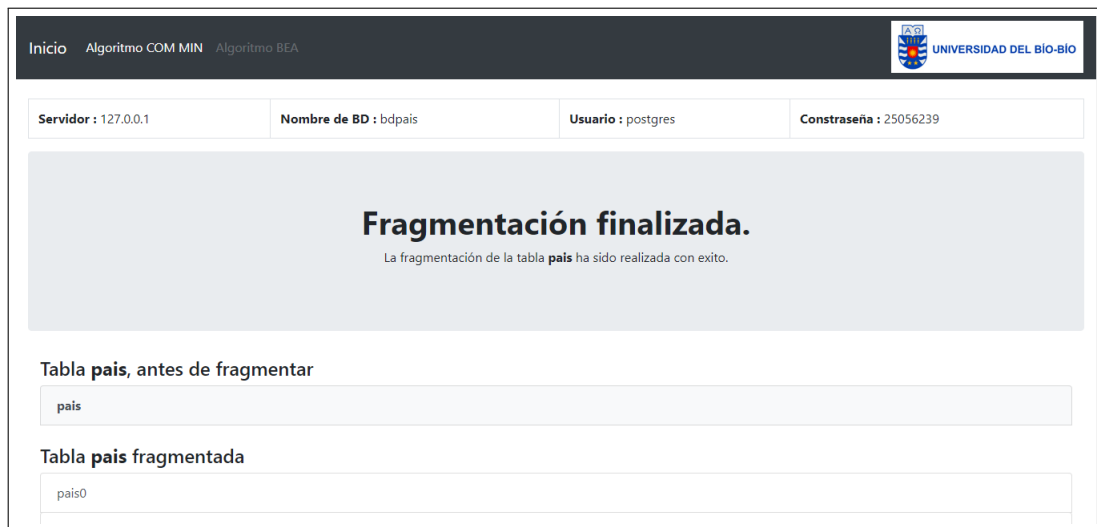 Inicio Algoritmo COM MIN Algoritmo BEA
ΑΩ
UNIVERSIDAD DEL BÍO-BÍO
Servidor : 127.0.0.1 Nombre de BD : bdpais Usuario : postgres Constraseña : 25056239
Fragmentación finalizada.
La fragmentación de la tabla pais ha sido realizada con exito.
Tabla pais, antes de fragmentar
pais
Tabla pais fragmentada
pais0